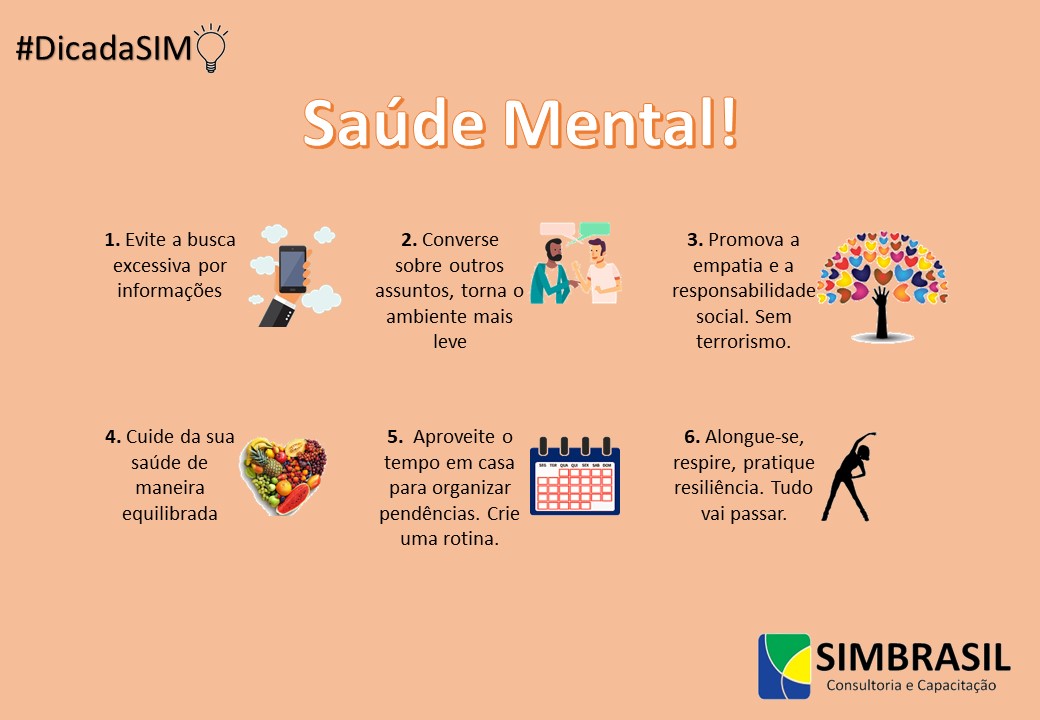 #DicadaSIM
Saúde Mental!
1. Evite a busca
excessiva por
informações
2. Converse
sobre outros
assuntos, torna o
ambiente mais
leve
3. Promova a
empatia e a
responsabilidade
social. Sem
terrorismo.
4. Cuide da sua
saúde de
maneira
equilibrada
5. Aproveite o
tempo em casa
para organizar
pendências. Crie
uma rotina.
SEG TER QUA QUI SEX SAB DOM
6. Alongue-se,
respire, pratique
resiliência. Tudo
vai passar.
SIMBRASIL
Consultoria e Capacitação